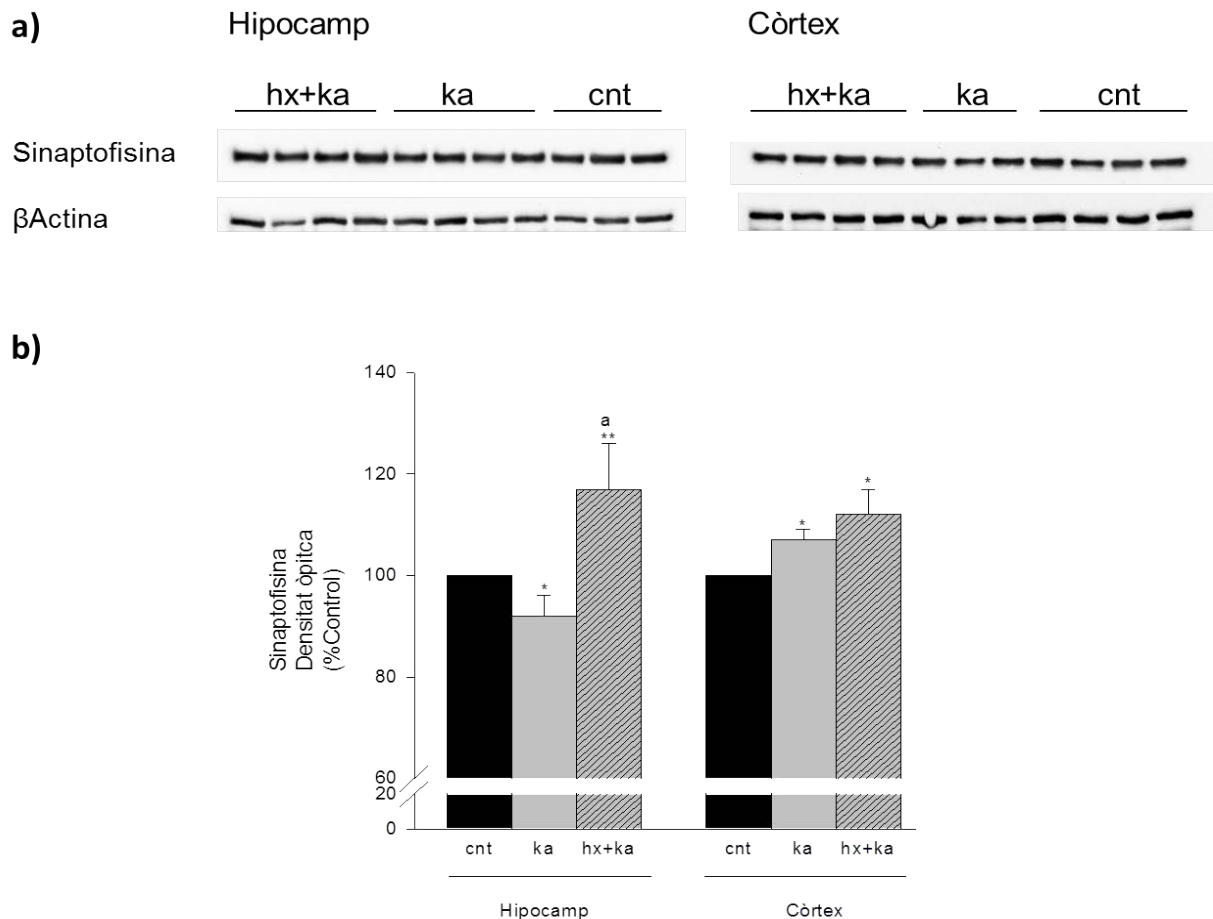 a)
Hipocamp
Còrtex
hx+ka ka cnt
hx+ka ka cnt
Sinaptofisina
βActina
b)
Sinaptofisina
Densitat òpitca
(%Control)
140
120
100
80
60
20
0
a
**
*
*
*
cnt ka hx+ka
cnt ka hx+ka
Hipocamp
Còrtex